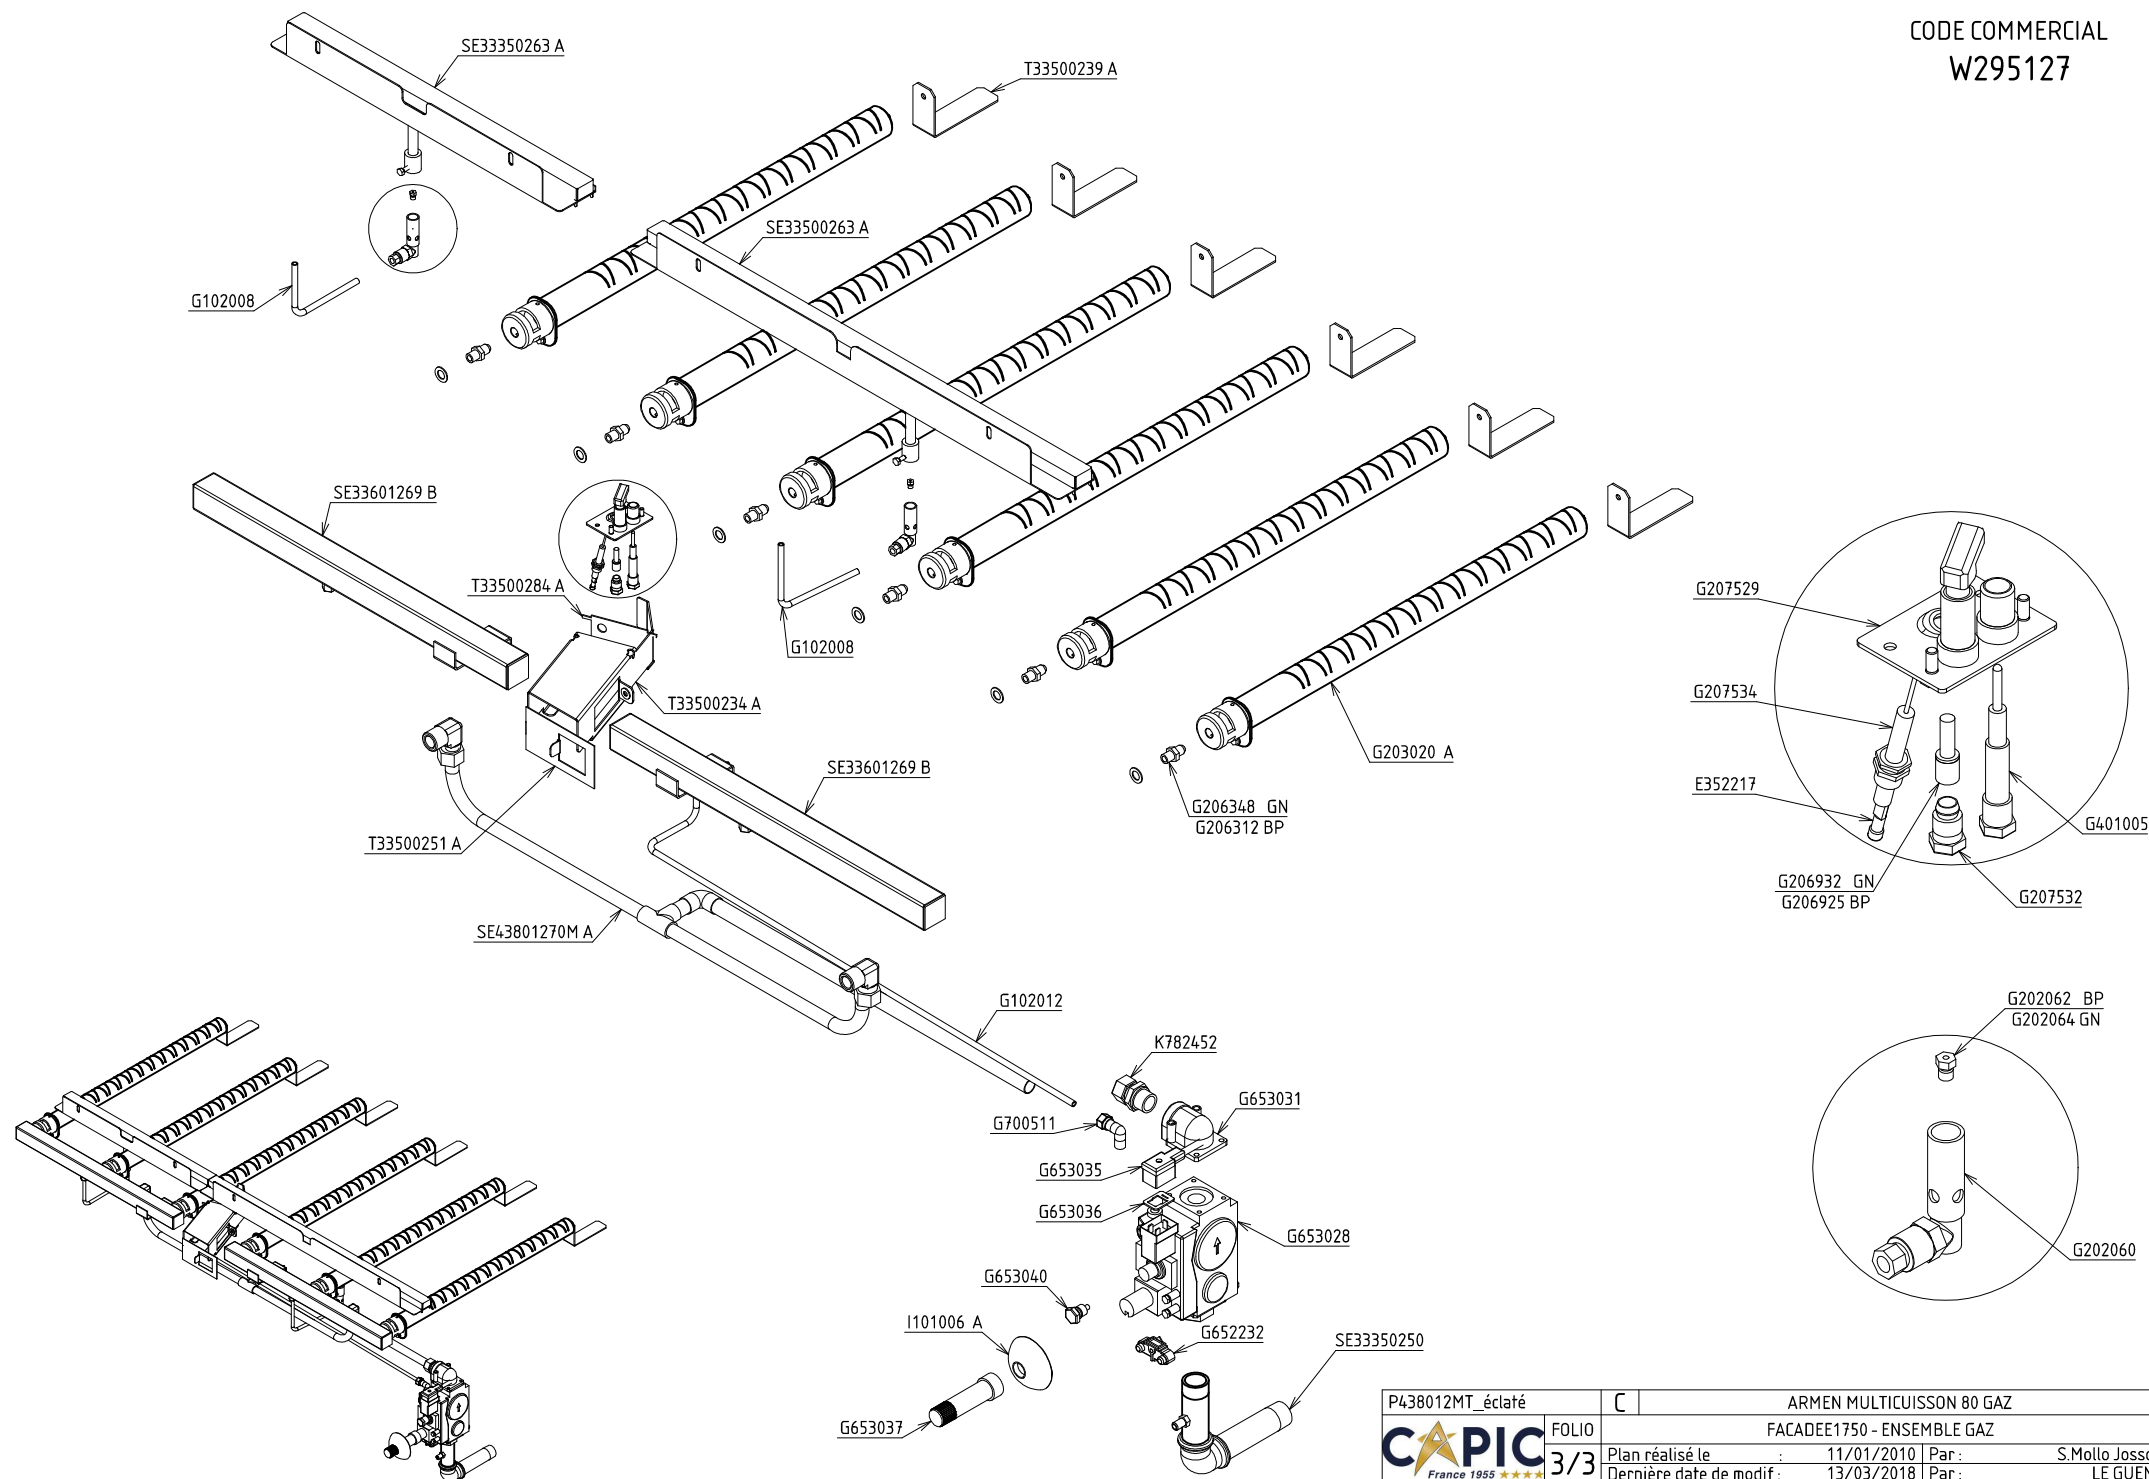 CODE COMMERCIAL
W295127
SE33350263 A
T33500239 A
SE33500263 A
G102008
SE33601269 B
T33500284 A
G102008
T33500234 A
G203020 A
SE33601269 B
G206348 GN
G206312 BP
T33500251 A
SE43801270M A
G102012
G207529
G207534
E352217
G401005
G206932 GN
G206925 BP
G207532
G202062 BP
G202064 GN
G202060
K782452
G653031
G700511
G653035
G653036
G653028
G653040
I101006 A
G652232
SE33350250
G653037
P438012MT_éclaté
C
ARMEN MULTICUISSON 80 GAZ
CAPIC
France 1955
FOLIO
3/3
FACADEE1750 - ENSEMBLE GAZ
Plan réalisé le : 11/01/2010 Par : S.Mollo Josso
Dernière date de modif : 13/03/2018 Par : LE GUEN